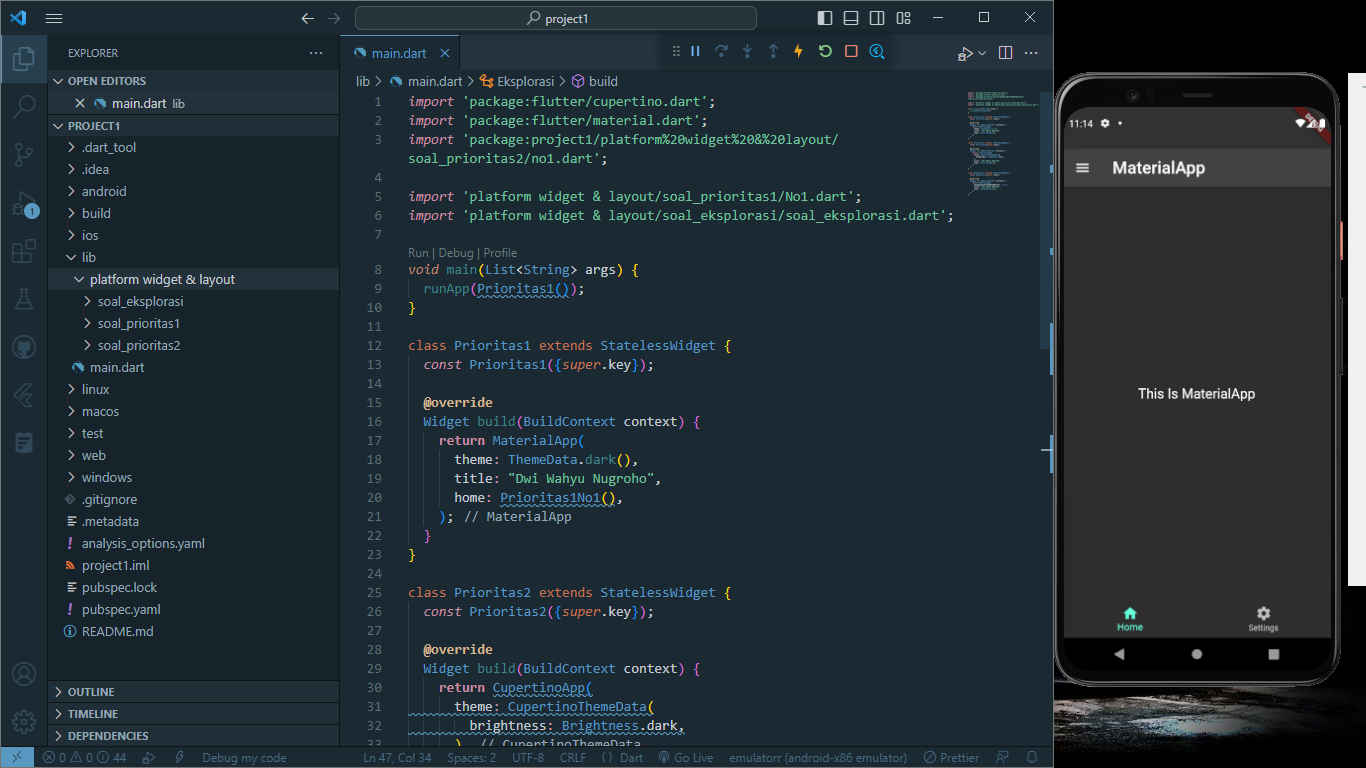 project1
EXPLORER
OPEN EDITORS
main.dart lib
PROJECT1
.dart_tool
.idea
android
build
ios
lib
platform widget & layout
soal_eksplorasi
soal_prioritas1
soal_prioritas2
main.dart
linux
macos
test
web
windows
.gitignore
.metadata
analysis_options.yaml
project1.iml
pubspec.lock
pubspec.yaml
README.md
OUTLINE
TIMELINE
DEPENDENCIES
1
main.dart
lib > main.dart > Eksplorasi > build
1 import 'package:flutter/cupertino.dart';
2 import 'package:flutter/material.dart';
3 import 'package:project1/platform%20widget%20&%20layout/
soal_prioritas2/no1.dart';
4
5 import 'platform widget & layout/soal_prioritas1/No1.dart';
6 import 'platform widget & layout/soal_eksplorasi/soal_eksplorasi.dart';
7
Run | Debug | Profile
8 void main(List<String> args) {
9 runApp(Prioritas1());
10 }
11
12 class Prioritas1 extends StatelessWidget {
13 const Prioritas1({super.key});
14
15 @override
16 Widget build(BuildContext context) {
17 return MaterialApp(
18 theme: ThemeData.dark(),
19 title: "Dwi Wahyu Nugroho",
20 home: Prioritas1No1(),
21 ); // MaterialApp
22 }
23 }
24
25 class Prioritas2 extends StatelessWidget {
26 const Prioritas2({super.key});
27
28 @override
29 Widget build(BuildContext context) {
30 return CupertinoApp(
31 theme: CupertinoThemeData(
32 brightness: Brightness.dark,
33 ), // CupertinoThemeData
0 0 44
Debug my code
Ln 47, Col 34
Spaces: 2
UTF-8
CRLF
{ } Dart
Go Live
emulatorr (android-x86 emulator)
Prettier
11:14
DEBUG
MaterialApp
This Is MaterialApp
Home
Settings